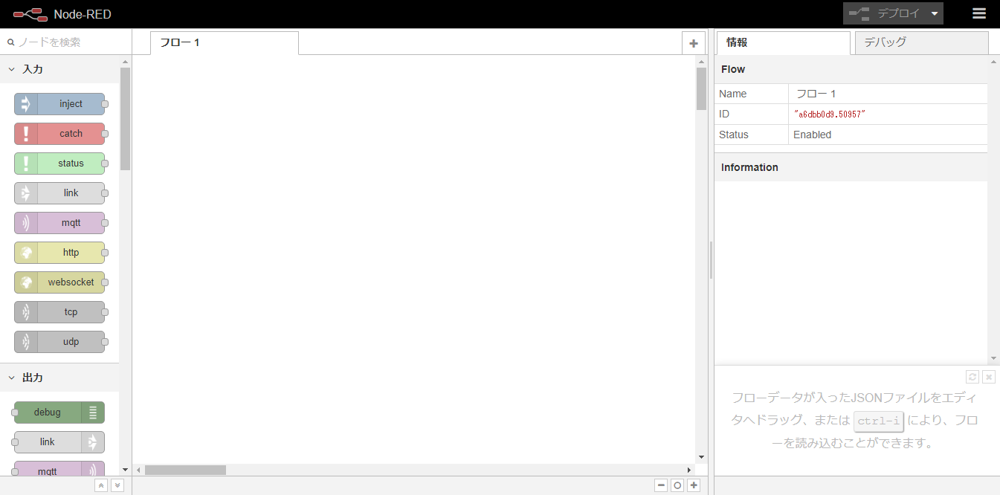 Node-RED
デプロイ
ノードを検索
フロー 1
情報
デバッグ
入力
inject
catch
status
link
mqtt
http
websocket
tcp
udp
出力
debug
link
mqtt
Flow
Name フロー 1
ID "a6dbb0d9.50957"
Status Enabled
Information
フローデータが入ったJSONファイルをエディ
タへドラッグ、または ctrl-i により、フロ
ーを読み込むことができます。